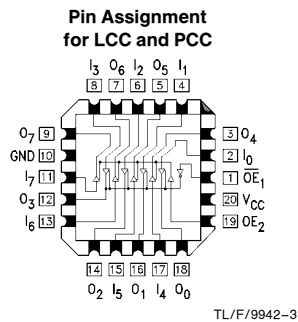 Pin Assignment
for LCC and PCC
I3 O6 I2 O5 I1
8 7 6 5 4
O7 9
GND 10
I7 11
O3 12
I6 13
3 O4
2 I0
1 O̅E̅1
20 VCC
19 OE2
14 15 16 17 18
O2 I5 O1 I4 O0
TL/F/9942–3